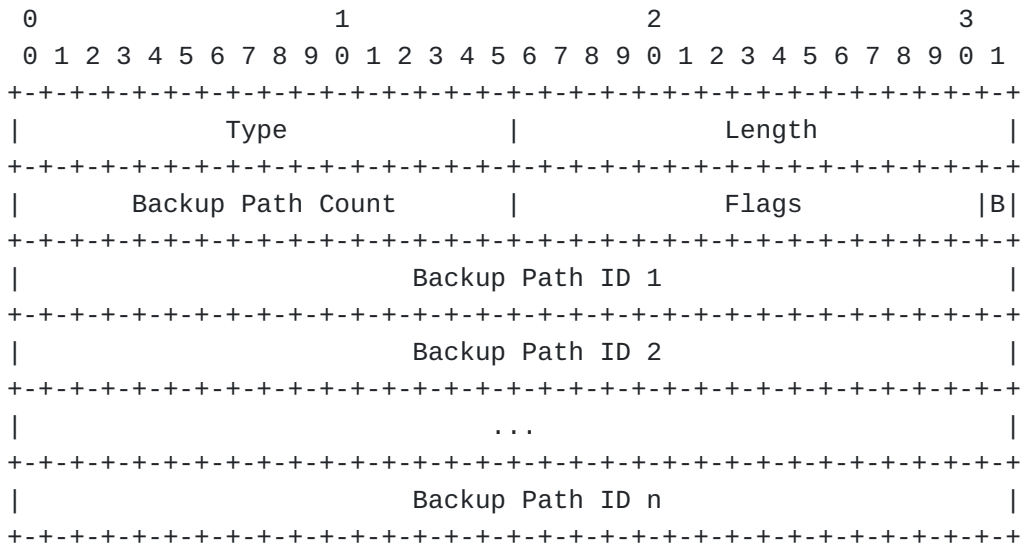 0                   1                   2                   3
 0 1 2 3 4 5 6 7 8 9 0 1 2 3 4 5 6 7 8 9 0 1 2 3 4 5 6 7 8 9 0 1
+-+-+-+-+-+-+-+-+-+-+-+-+-+-+-+-+-+-+-+-+-+-+-+-+-+-+-+-+-+-+-+-+
|             Type              |             Length            |
+-+-+-+-+-+-+-+-+-+-+-+-+-+-+-+-+-+-+-+-+-+-+-+-+-+-+-+-+-+-+-+-+
|       Backup Path Count       |             Flags           |B|
+-+-+-+-+-+-+-+-+-+-+-+-+-+-+-+-+-+-+-+-+-+-+-+-+-+-+-+-+-+-+-+-+
|                         Backup Path ID 1                      |
+-+-+-+-+-+-+-+-+-+-+-+-+-+-+-+-+-+-+-+-+-+-+-+-+-+-+-+-+-+-+-+-+
|                         Backup Path ID 2                      |
+-+-+-+-+-+-+-+-+-+-+-+-+-+-+-+-+-+-+-+-+-+-+-+-+-+-+-+-+-+-+-+-+
|                              ...                              |
+-+-+-+-+-+-+-+-+-+-+-+-+-+-+-+-+-+-+-+-+-+-+-+-+-+-+-+-+-+-+-+-+
|                         Backup Path ID n                      |
+-+-+-+-+-+-+-+-+-+-+-+-+-+-+-+-+-+-+-+-+-+-+-+-+-+-+-+-+-+-+-+-+